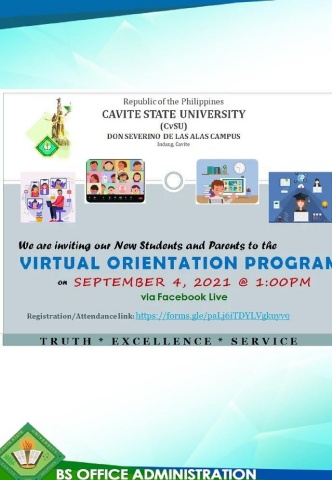 Republic of the Philippines
CAVITE STATE UNIVERSITY
(CvSU)
DON SEVERINO DE LAS ALAS CAMPUS
Indang, Cavite
We are inviting our New Students and Parents to the
VIRTUAL ORIENTATION PROGRAM
on SEPTEMBER 4, 2021 @ 1:00PM
via Facebook Live
Registration/Attendance link: https://forms.gle/paLj6iTDYLVgkuyv9
TRUTH * EXCELLENCE * SERVICE
BS OFFICE ADMINISTRATION